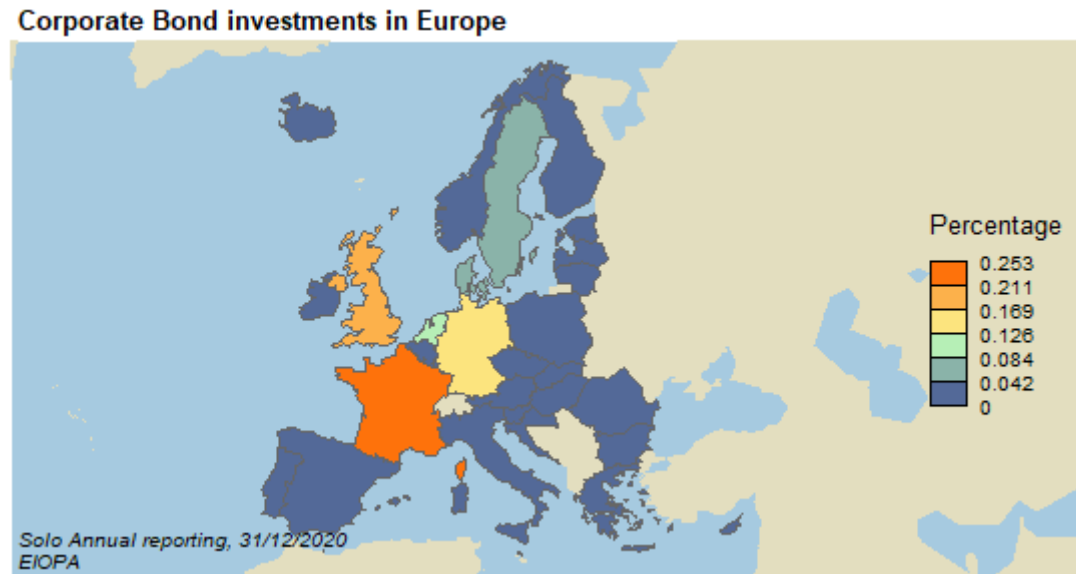 Corporate Bond investments in Europe
Percentage
0.253
0.211
0.169
0.126
0.084
0.042
0
Solo Annual reporting, 31/12/2020
EIOPA